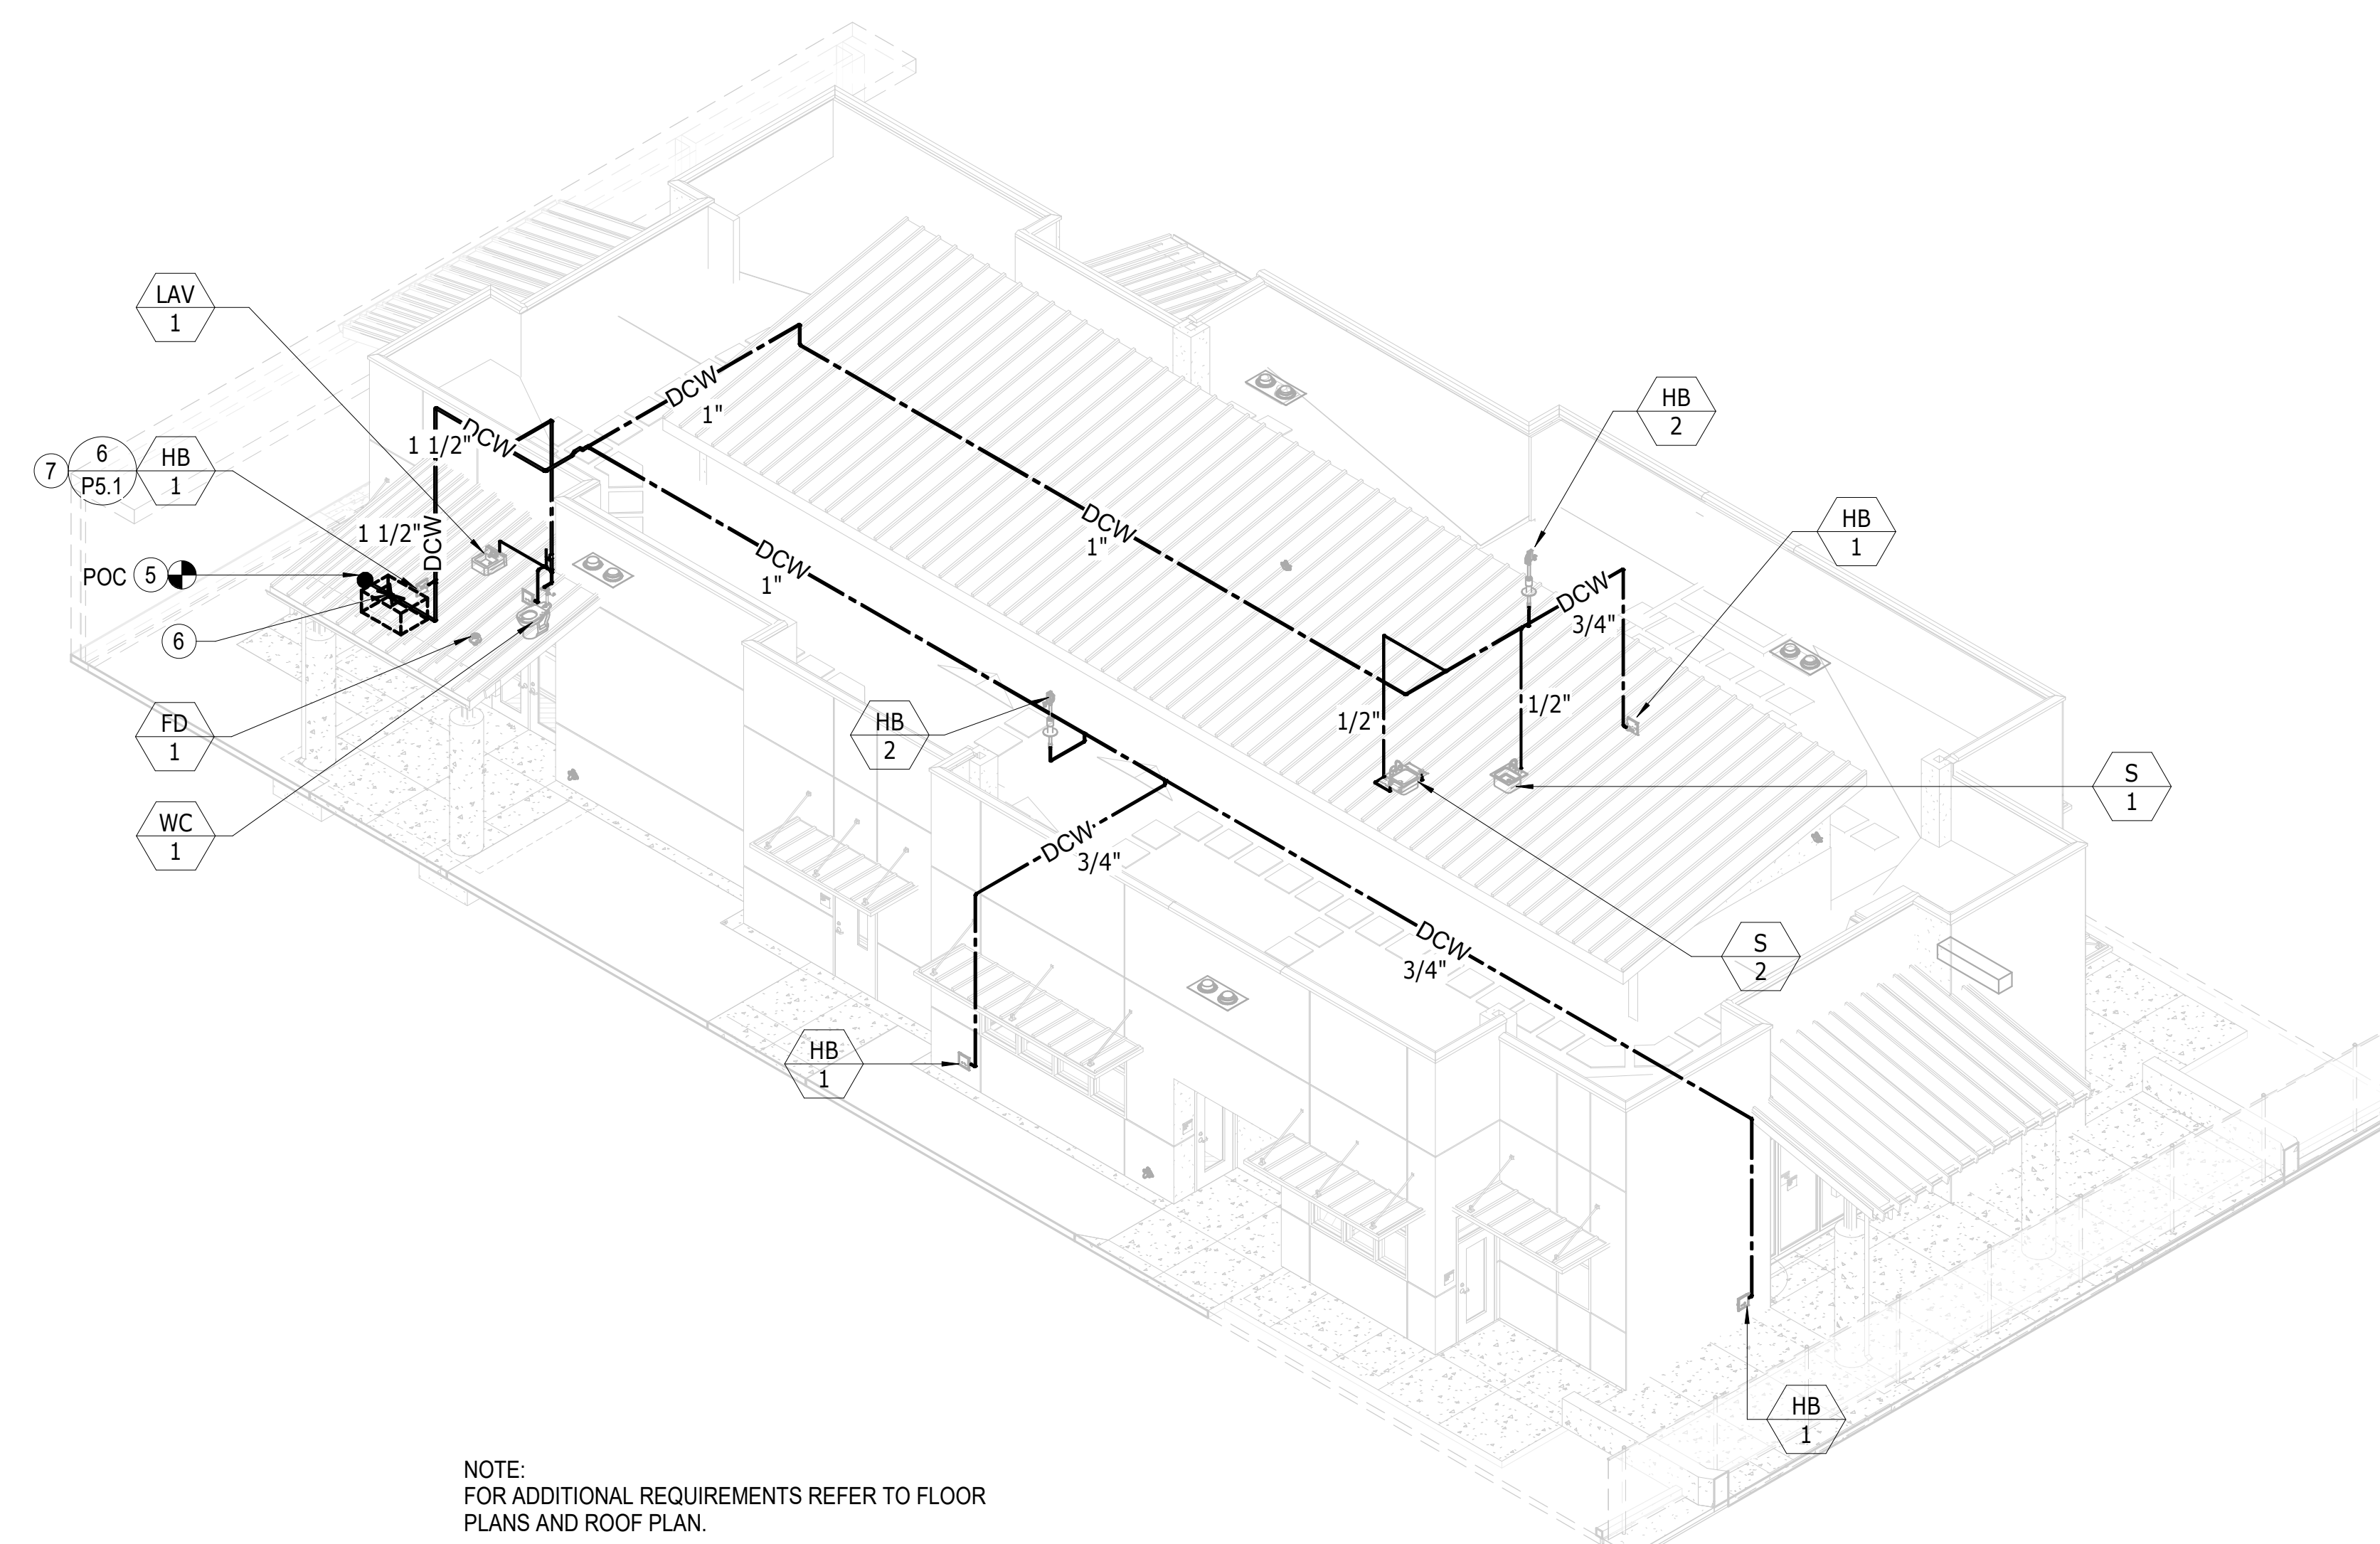 LAV
1
DCW
1"
HB
2
DCW
1 1/2"
7
6
P5.1
HB
1
HB
1
1 1/2"
DCW
DCW
1"
DCW
1"
POC
5
DCW
3/4"
6
1/2"
1/2"
FD
1
HB
2
S
1
WC
1
DCW
3/4"
DCW
3/4"
S
2
HB
1
HB
1
NOTE:
FOR ADDITIONAL REQUIREMENTS REFER TO FLOOR
PLANS AND ROOF PLAN.